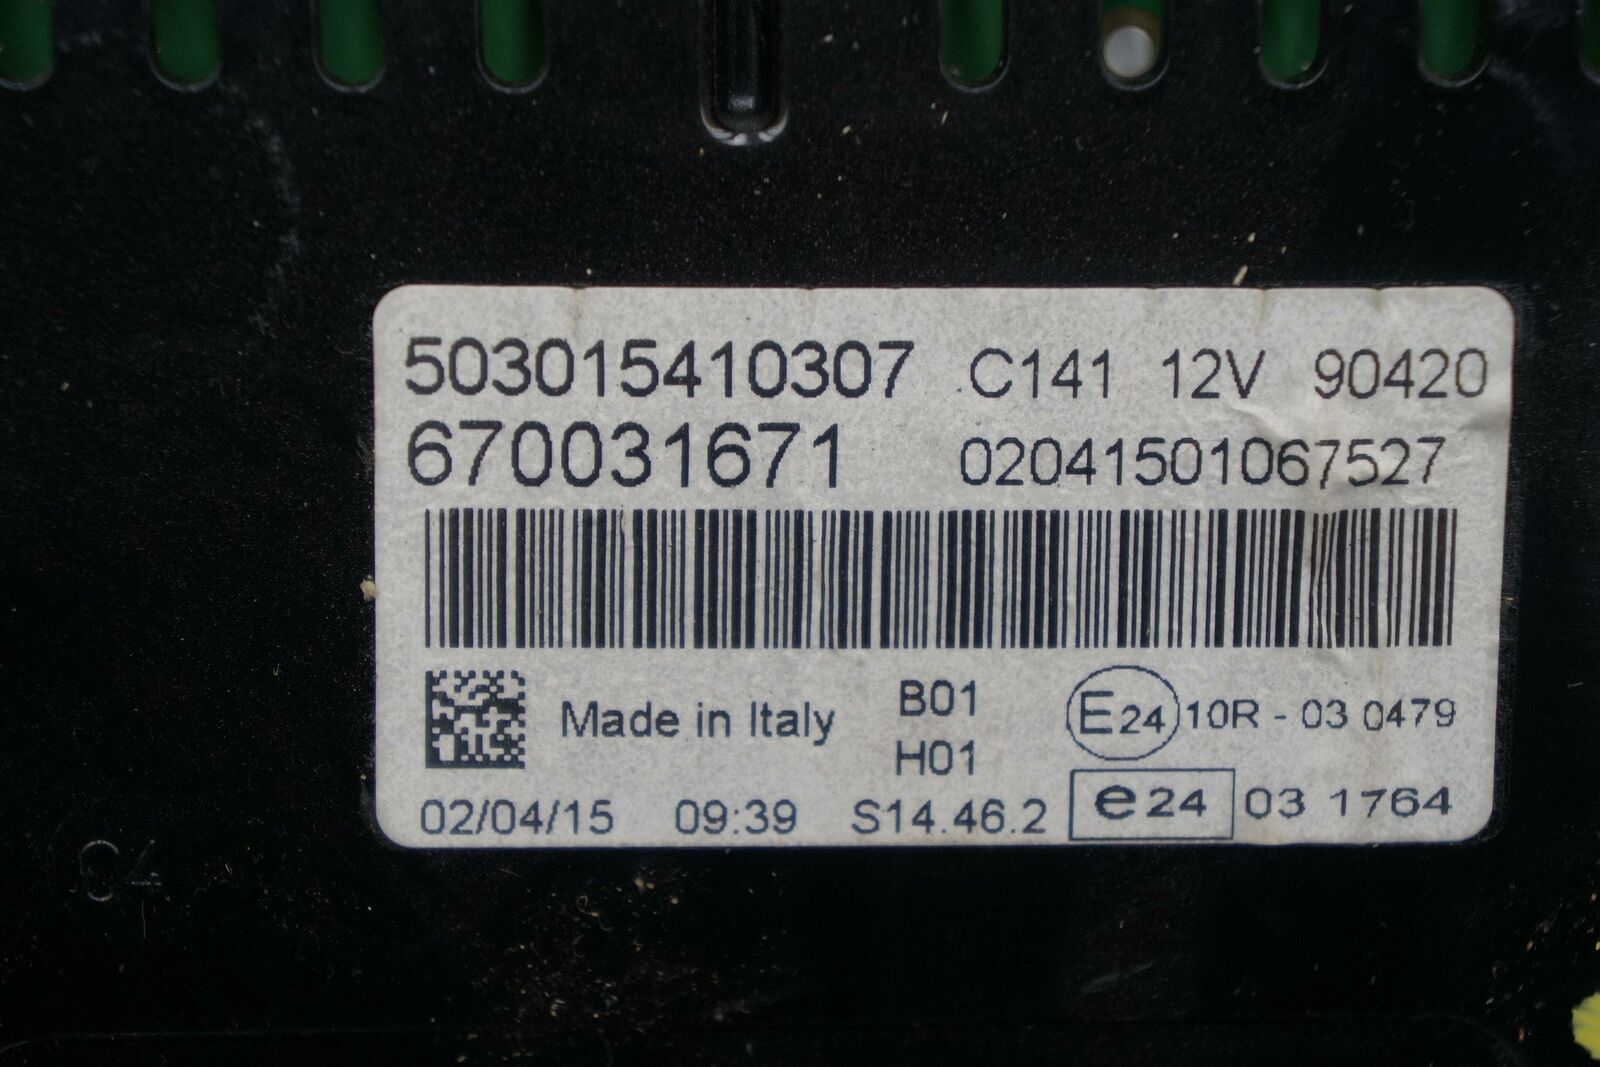 503015410307 C141 12V 90420
670031671 02041501067527
Made in Italy B01 H01 E24 10R - 03 0479
02/04/15 09:39 S14.46.2 e24 03 1764